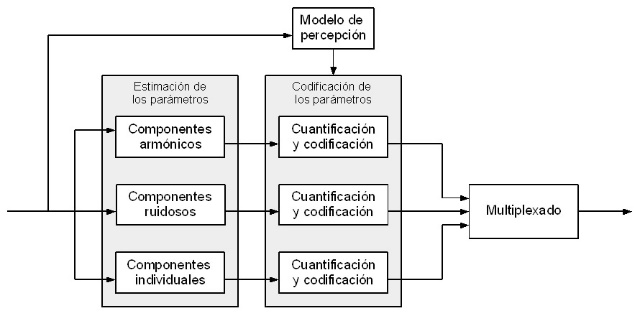 Modelo de
percepción
Estimación de
los parámetros
Codificación de
los parámetros
Componentes
armónicos
Cuantificación
y codificación
Componentes
ruidosos
Cuantificación
y codificación
Multiplexado
Componentes
individuales
Cuantificación
y codificación